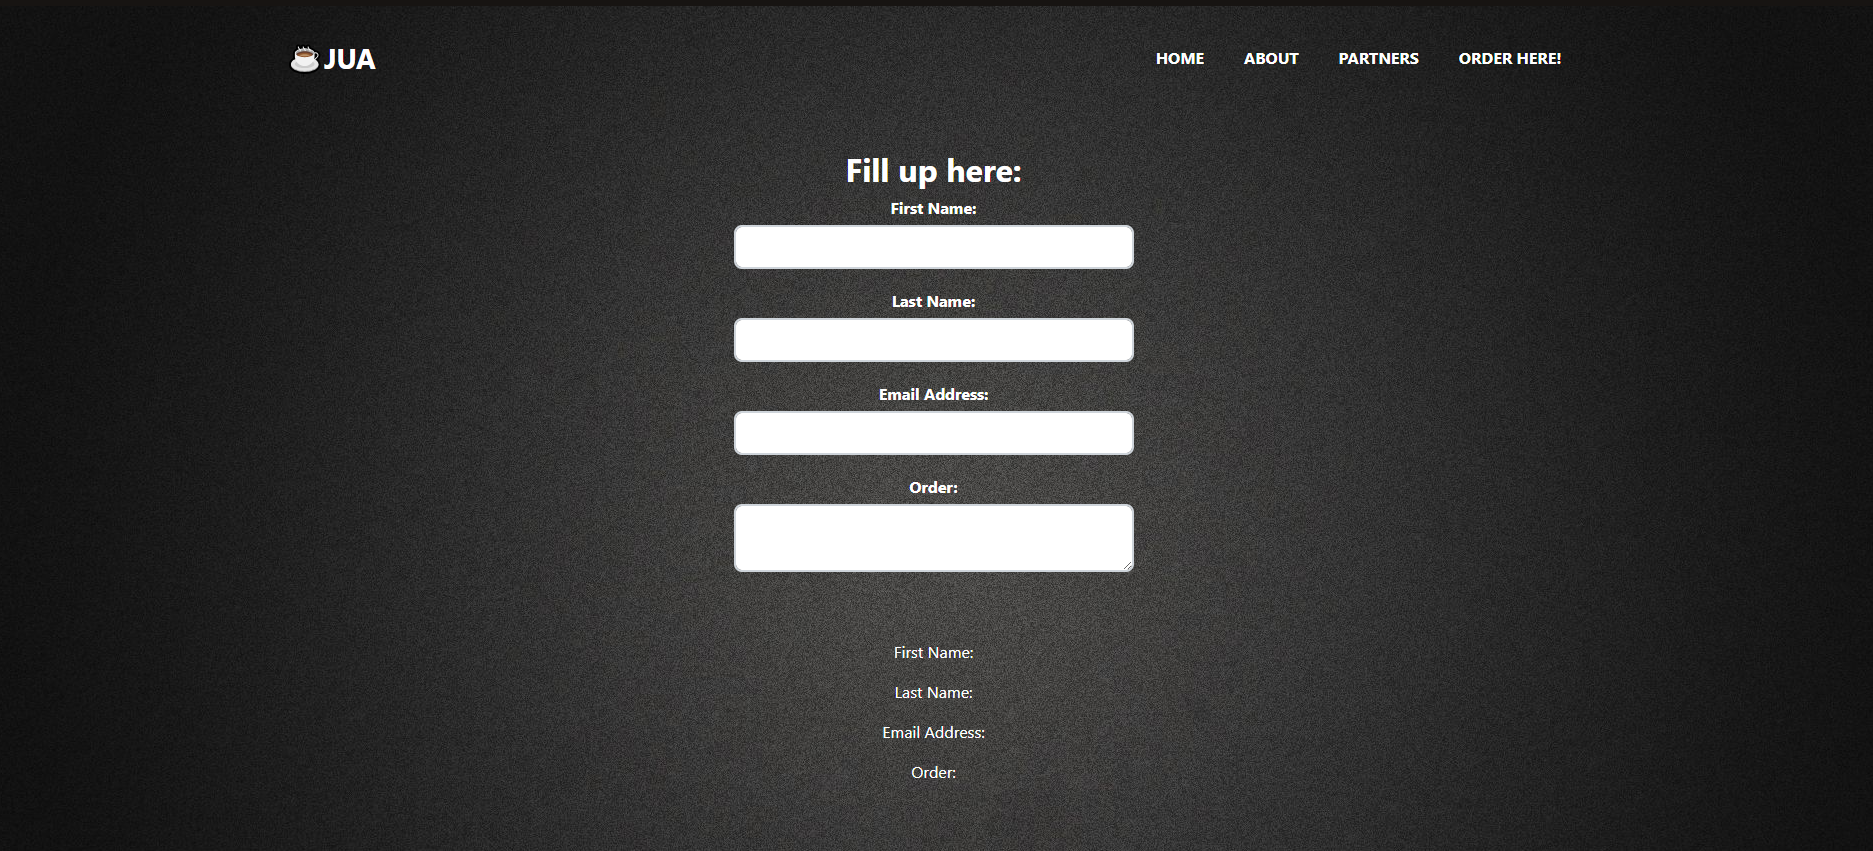 JUA
HOME ABOUT PARTNERS ORDER HERE!
Fill up here:
First Name:
Last Name:
Email Address:
Order:
First Name:
Last Name:
Email Address:
Order: